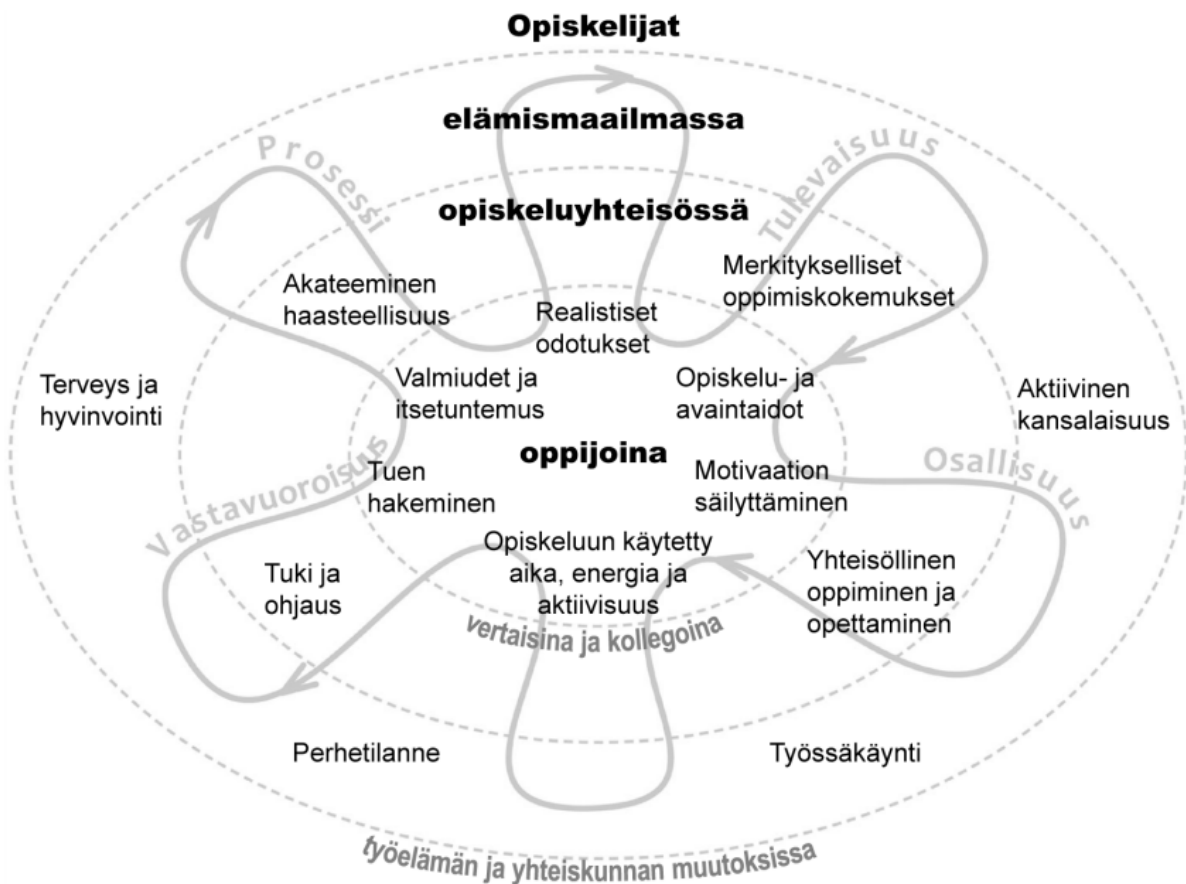 Opiskelijat
elämismaailmassa
Prosessi
Tulevaisuus
opiskeluyhteisössä
Akateeminen
haasteellisuus
Merkitykselliset
oppimiskokemukset
Realistiset
odotukset
Terveys ja
hyvinvointi
Valmiudet ja
itsetuntemus
Opiskelu- ja
avaintaidot
Aktiivinen
kansalaisuus
oppijoina
Vastavuoroisuus
Osallisuus
Tuen
hakeminen
Motivaation
säilyttäminen
Opiskeluun käytetty
aika, energia ja
aktiivisuus
Tuki ja
ohjaus
Yhteisöllinen
oppiminen ja
opettaminen
vertaisina ja kollegoina
Perhetilanne
Työssäkäynti
työelämän ja yhteiskunnan muutoksissa